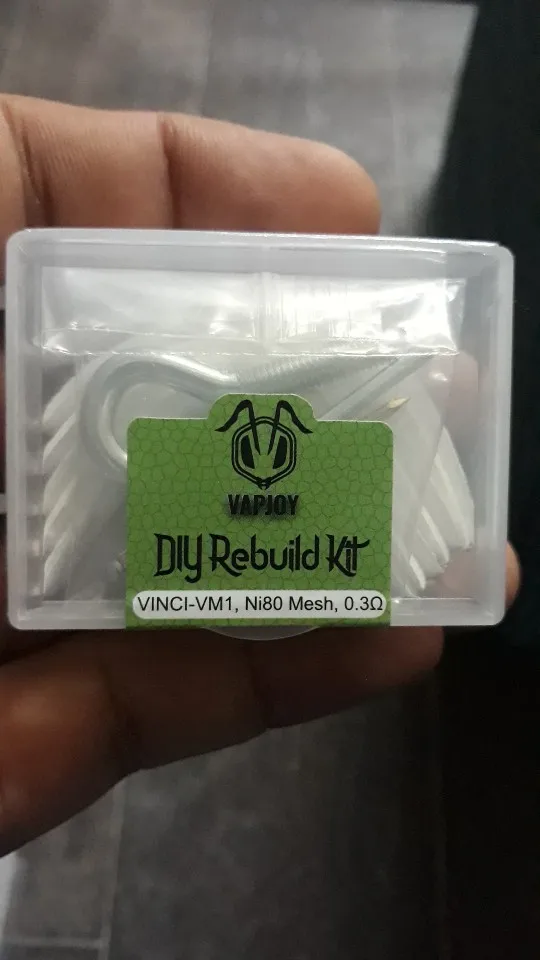 VAPJOY
DIY Rebuild Kit
VINCI-VM1, Ni80 Mesh, 0.3Ω